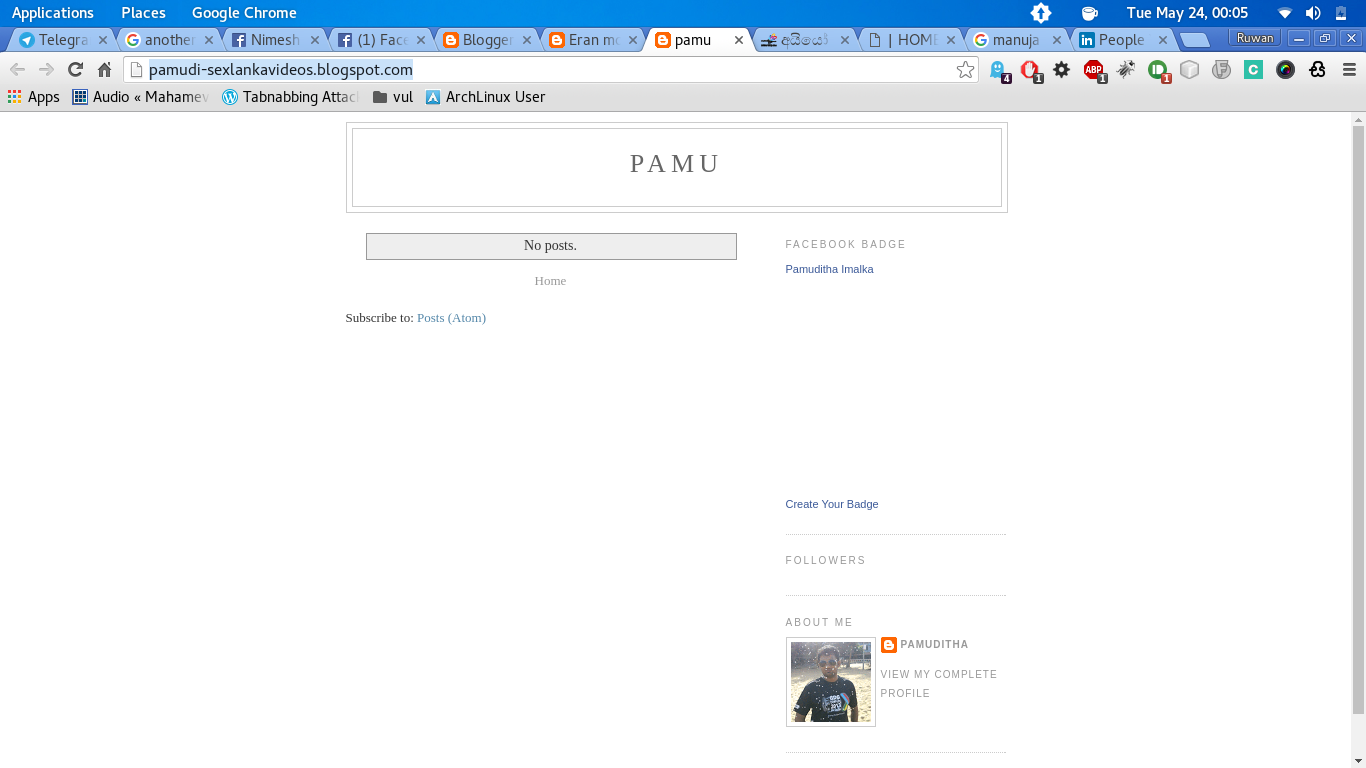 Applications Places Google Chrome Tue May 24, 00:05
Telegra another Nimesh (1) Face Blogger Eran mo pamu අයියෝ | HOME manuja People Ruwan
pamudi-sexlankavideos.blogspot.com 4 1 ABP 1 1
Apps Audio « Mahamev Tabnabbing Attack vul ArchLinux User
PAMU
No posts.
Home
Subscribe to: Posts (Atom)
FACEBOOK BADGE
Pamuditha Imalka
Create Your Badge
FOLLOWERS
ABOUT ME
PAMUDITHA
VIEW MY COMPLETE
PROFILE